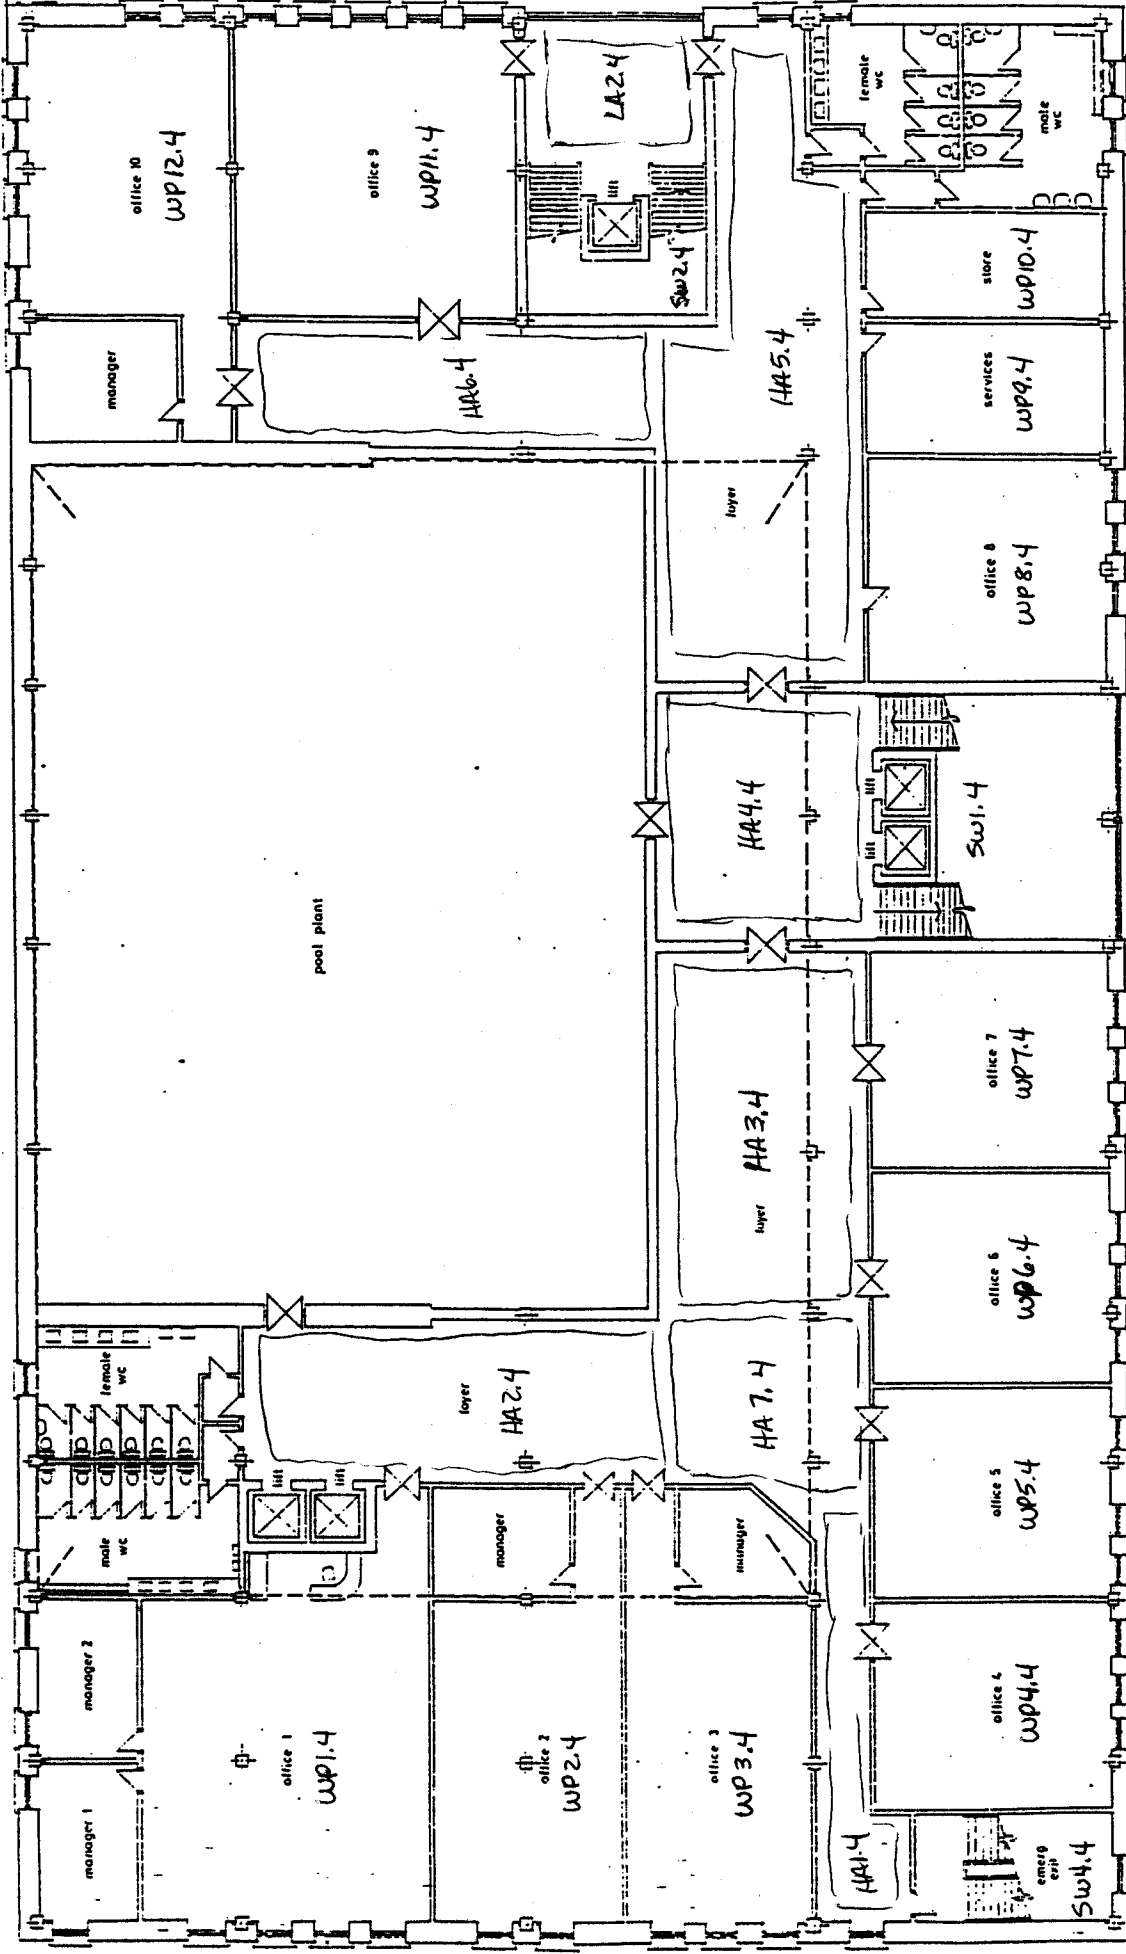 manager 1
manager 2
office 1
WP1.4
male
wc
female
wc
lift
lift
manager
office 2
WP2.4
manager
office 3
WP3.4
foyer
HA2.4
HA7.4
HA1.4
emerg
exit
SW4.4
office 4
WP4.4
office 5
WP5.4
office 6
WP6.4
office 7
WP7.4
foyer
HA3.4
pool plant
HA4.4
lift
lift
SW1.4
foyer
HA5.4
office 8
WP8.4
services
WP9.4
store
WP10.4
male
wc
female
wc
manager
office 10
WP12.4
office 9
WP11.4
HA6.4
lift
SW2.4
LA2.4